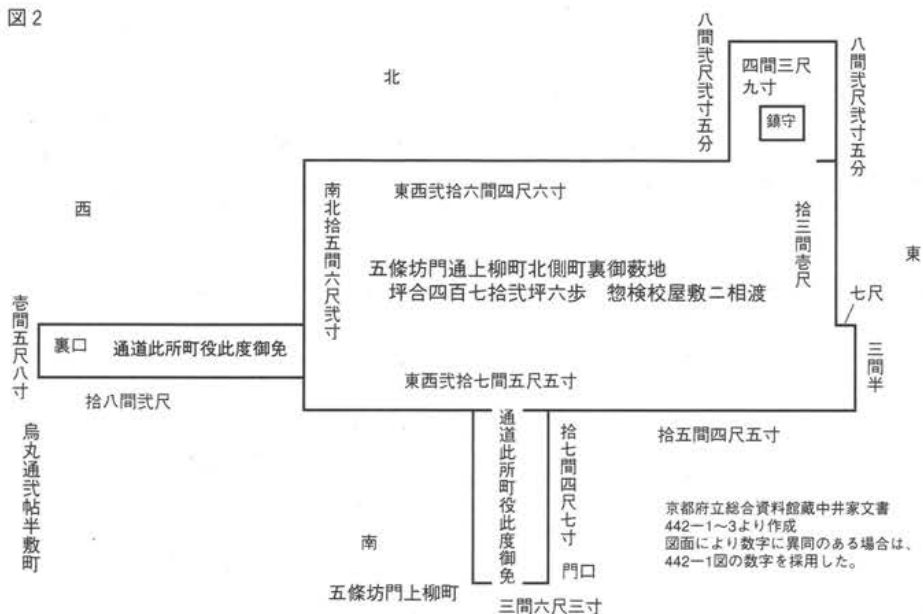 図2
北
八間弐尺弐寸五分
四間三尺
九寸
鎮守
八間弐尺弐寸五分
西
東西弐拾六間四尺六寸
南北拾五間六尺弐寸
拾三間壱尺
東
五條坊門通上柳町北側町裏御藪地
坪合四百七拾弐坪六歩 惣検校屋敷ニ相渡
七尺
三間半
壱間五尺八寸
裏口 通道此所町役此度御免
拾八間弐尺
東西弐拾七間五尺五寸
烏丸通弐帖半敷町
通道此所町役此度御免
拾七間四尺七寸
拾五間四尺五寸
南
門口
五條坊門上柳町
三間六尺三寸
京都府立総合資料館蔵中井家文書
442ー1~3より作成
図面により数字に異同のある場合は、
442ー1図の数字を採用した。